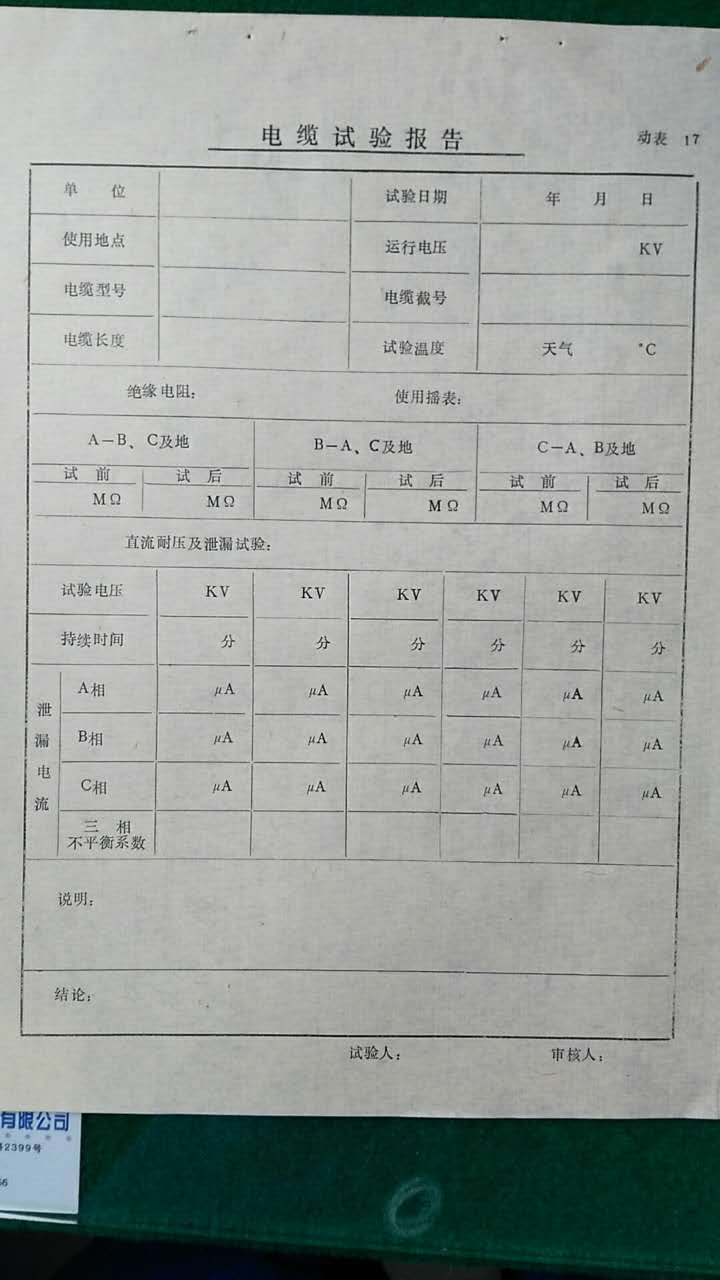 电缆试验报告 动表 17
单 位 试验日期 年 月 日
使用地点 运行电压 KV
电缆型号 电缆截号
电缆长度 试验温度 天气 °C
绝缘电阻： 使用摇表：
A－B、C及地 B－A、C及地 C－A、B及地
试 前 试 后 试 前 试 后 试 前 试 后
MΩ MΩ MΩ MΩ MΩ MΩ
直流耐压及泄漏试验：
试验电压 KV KV KV KV KV KV
持续时间 分 分 分 分 分 分
泄漏电流
A相 μA μA μA μA μA μA
B相 μA μA μA μA μA μA
C相 μA μA μA μA μA μA
三 相
不平衡系数
说明：
结论：
试验人： 审核人：
有限公司
2399号